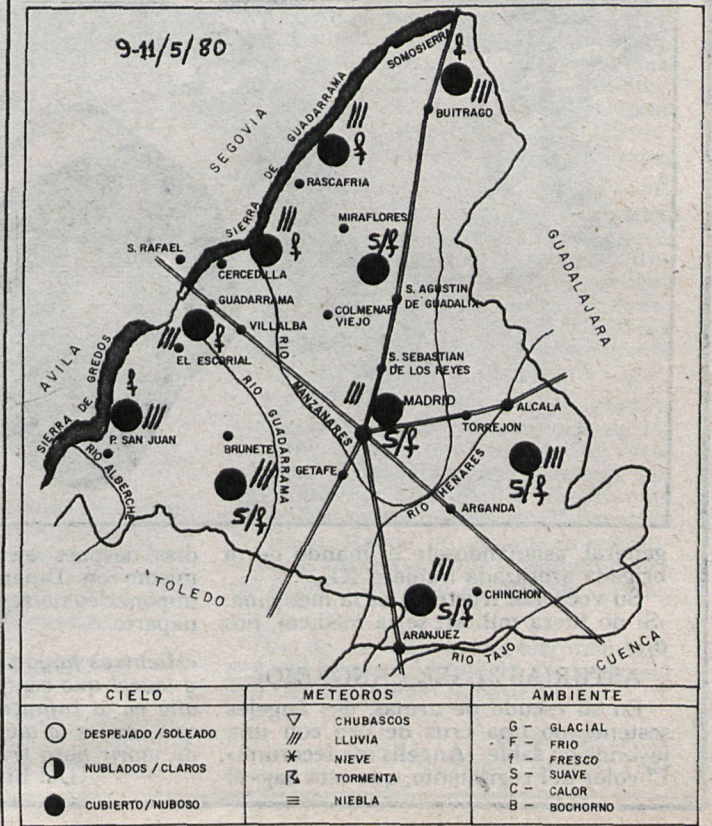 9-11/5/80
SOMOSIERRA
f
BUITRAGO
SEGOVIA
SIERRA DE GUADARRAMA
f
RASCAFRIA
MIRAFLORES
S/f
GUADALAJARA
S. RAFAEL
f
CERCEDILLA
GUADARRAMA
S. AGUSTIN
DE GUADALIX
COLMENAR
VIEJO
VILLALBA
f
EL ESCORIAL
RIO MANZANARES
S. SEBASTIAN
DE LOS REYES
AVILA
SIERRA DE GREDOS
f
P. SAN JUAN
RIO ALBERCHE
RIO GUADARRAMA
MADRID
S/f
ALCALA
TORREJON
BRUNETE
S/f
GETAFE
RIO HENARES
S/f
ARGANDA
TOLEDO
S/f
CHINCHON
ARANJUEZ
RIO TAJO
CUENCA
CIELO
DESPEJADO/SOLEADO
NUBLADOS/CLAROS
CUBIERTO/NUBOSO
METEOROS
CHUBASCOS
LLUVIA
NIEVE
TORMENTA
NIEBLA
AMBIENTE
G - GLACIAL
F - FRIO
f - FRESCO
S - SUAVE
C - CALOR
B - BOCHORNO